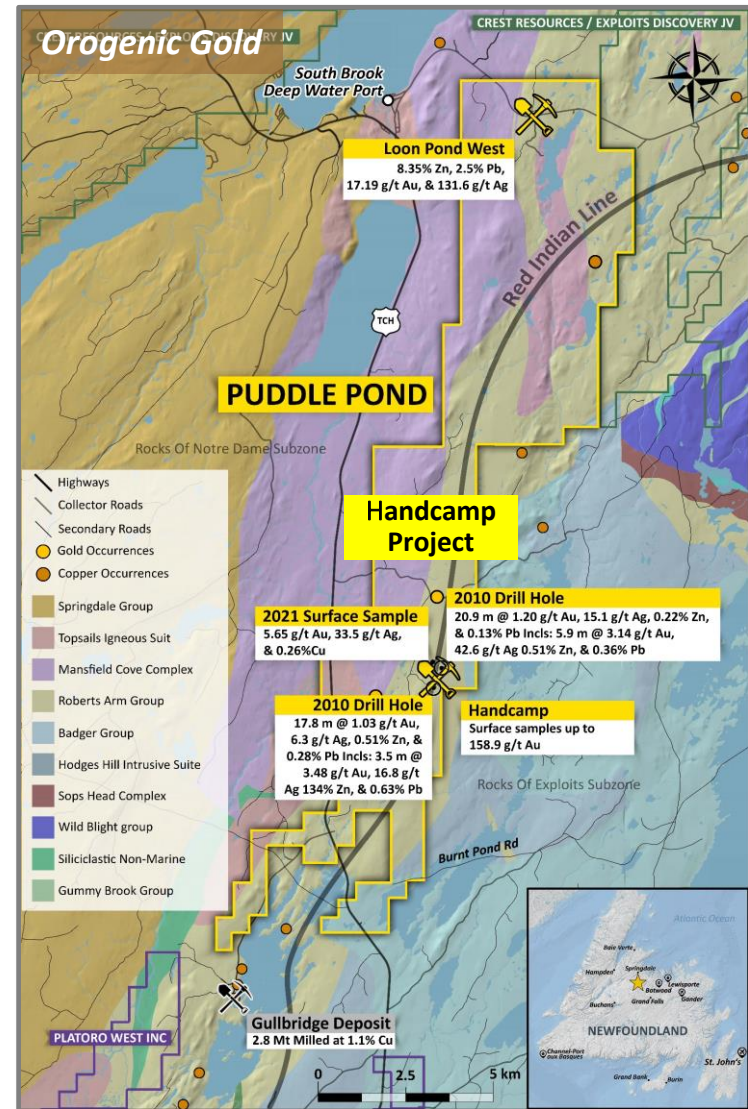 CREST RESOURCES / EXPLOITS DISCOVERY JV
Orogenic Gold
CREST RESOURCES / EXPLOITS DISCOVERY JV
South Brook
Deep Water Port
Loon Pond West
8.35% Zn, 2.5% Pb,
17.19 g/t Au, & 131.6 g/t Ag
Red Indian Line
TCH
PUDDLE POND
Rocks Of Notre Dame Subzone
Handcamp
Project
Highways
Collector Roads
Secondary Roads
Gold Occurrences
Copper Occurrences
Springdale Group
Topsails Igneous Suit
Mansfield Cove Complex
Roberts Arm Group
Badger Group
Hodges Hill Intrusive Suite
Sops Head Complex
Wild Blight group
Siliciclastic Non-Marine
Gummy Brook Group
2021 Surface Sample
5.65 g/t Au, 33.5 g/t Ag,
& 0.26%Cu
2010 Drill Hole
20.9 m @ 1.20 g/t Au, 15.1 g/t Ag, 0.22% Zn,
& 0.13% Pb Incls: 5.9 m @ 3.14 g/t Au,
42.6 g/t Ag 0.51% Zn, & 0.36% Pb
2010 Drill Hole
17.8 m @ 1.03 g/t Au,
6.3 g/t Ag, 0.51% Zn, &
0.28% Pb Incls: 3.5 m @
3.48 g/t Au, 16.8 g/t
Ag 134% Zn, & 0.63% Pb
Handcamp
Surface samples up to
158.9 g/t Au
Rocks Of Exploits Subzone
Burnt Pond Rd
PLATORO WEST INC
Gullbridge Deposit
2.8 Mt Milled at 1.1% Cu
0 2.5 5 km
Atlantic Ocean
Baie Verte
Hampden
Springdale
Lewisporte
Botwood
Buchans
Grand Falls
Gander
NEWFOUNDLAND
Channel-Port
aux Basques
St. John's
Grand Bank
Burin